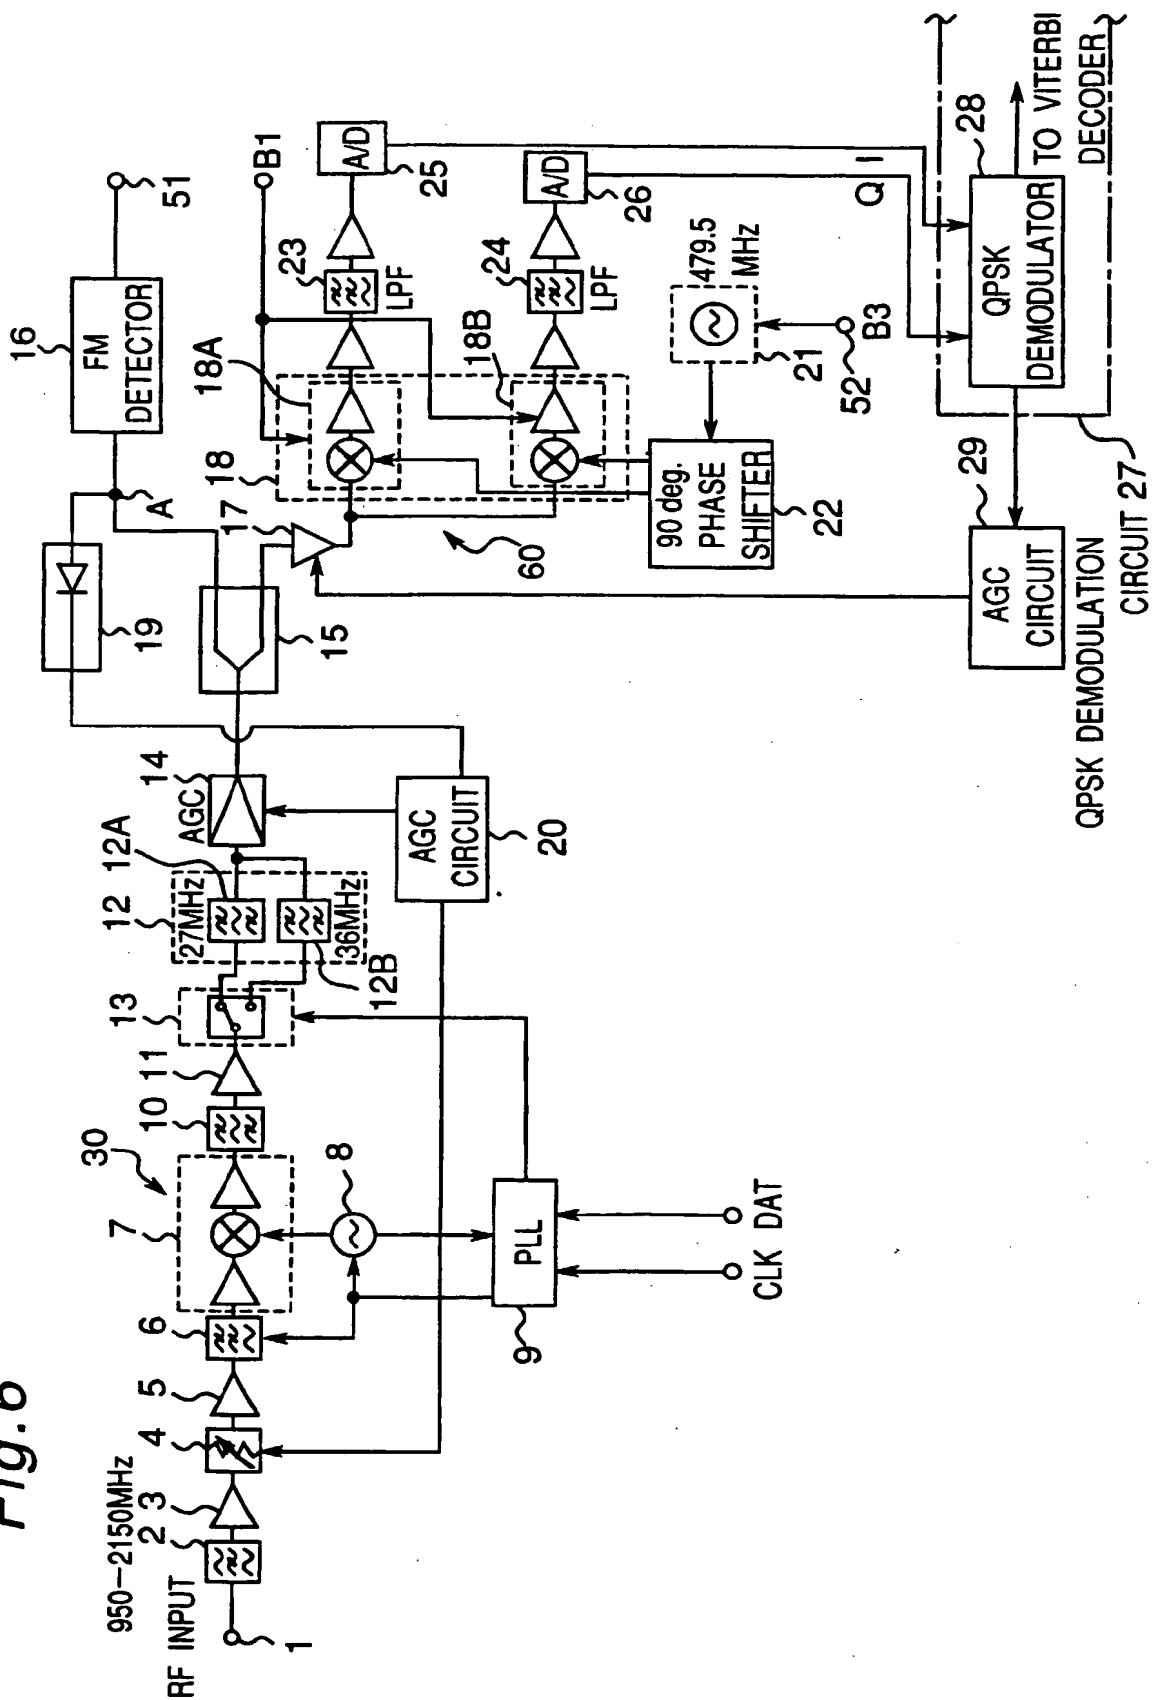 Fig.6
950–2150MHz
RF INPUT
1
2
3
4
5
6
7
30
8
9
PLL
CLK
DAT
10
11
13
12
27MHz
12A
36MHz
12B
14
AGC
AGC
CIRCUIT
20
15
19
A
16
FM
DETECTOR
51
17
18
18A
18B
60
B1
23
LPF
24
LPF
A/D
25
A/D
26
90 deg.
PHASE
SHIFTER
22
479.5
MHz
21
52
B3
I
Q
QPSK
DEMODULATOR
28
TO VITERBI
DECODER
29
AGC
CIRCUIT
QPSK DEMODULATION
CIRCUIT 27